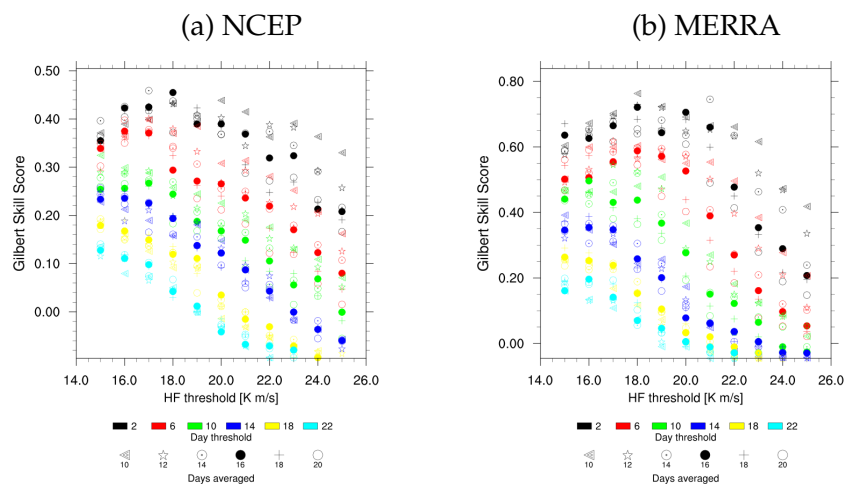 (a) NCEP
(b) MERRA
0.50
0.40
0.30
0.20
0.10
0.00
Gilbert Skill Score
14.0 16.0 18.0 20.0 22.0 24.0 26.0
HF threshold [K m/s]
2 6 10 14 18 22
Day threshold
10 12 14 16 18 20
Days averaged
0.80
0.60
0.40
0.20
0.00
Gilbert Skill Score
14.0 16.0 18.0 20.0 22.0 24.0 26.0
HF threshold [K m/s]
2 6 10 14 18 22
Day threshold
10 12 14 16 18 20
Days averaged